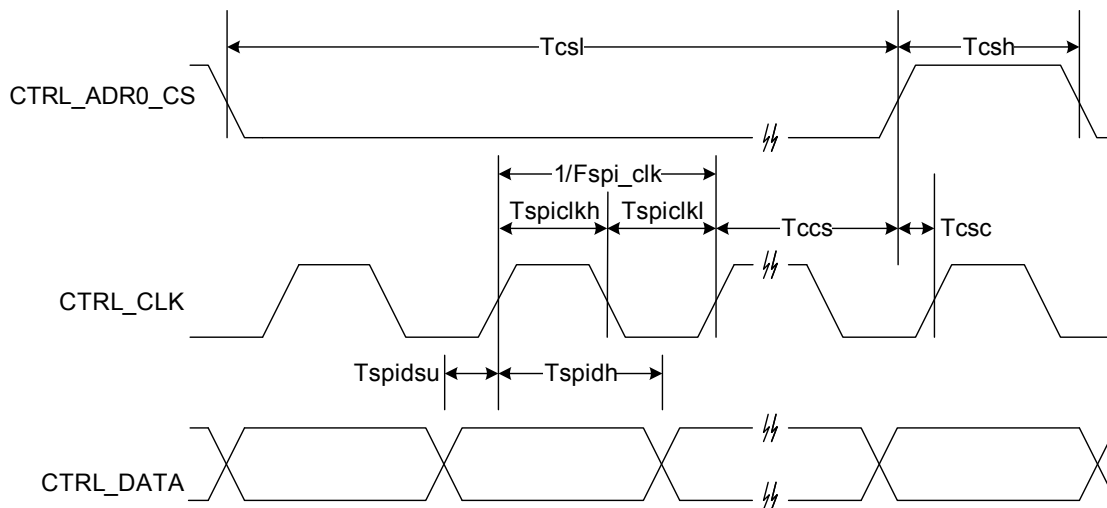 Tcsl
Tcsh
CTRL_ADR0_CS
1/Fspi_clk
Tspiclkh
Tspiclkl
Tccs
Tcsc
CTRL_CLK
Tspidsu
Tspidh
CTRL_DATA